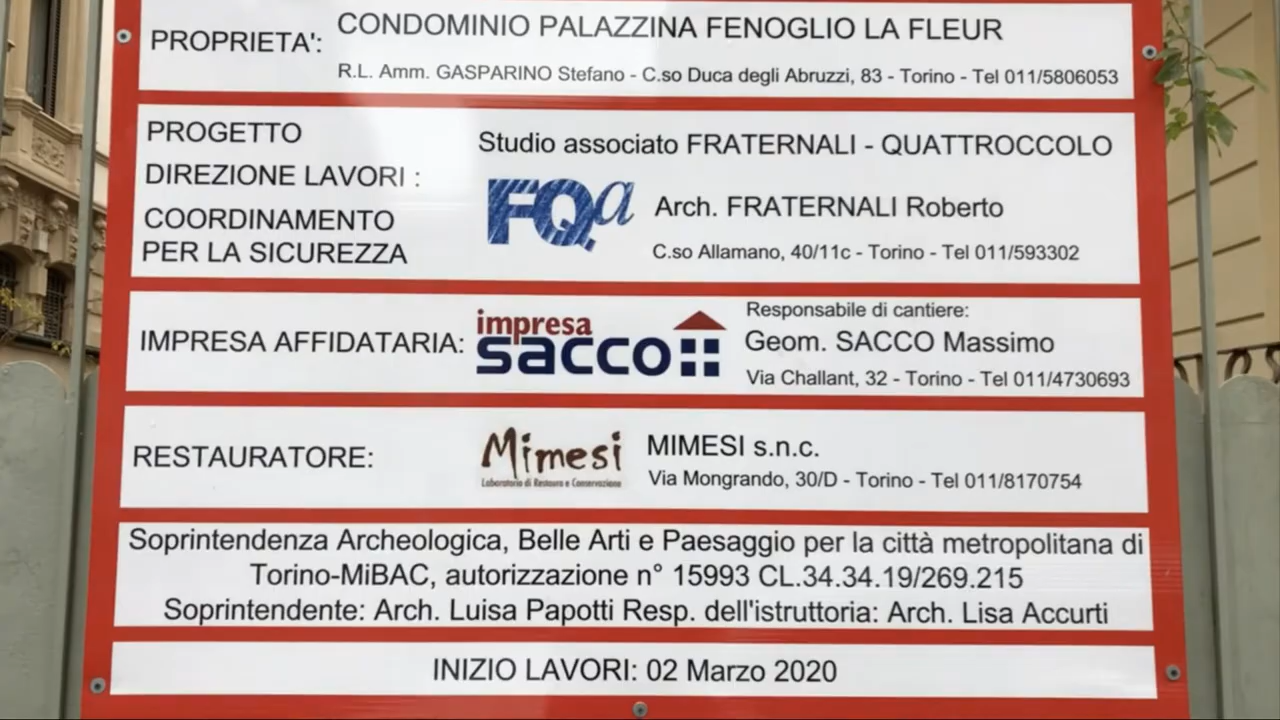 PROPRIETA':
CONDOMINIO PALAZZINA FENOGLIO LA FLEUR
R.L. Amm. GASPARINO Stefano - C.so Duca degli Abruzzi, 83 - Torino - Tel 011/5806053
PROGETTO
DIREZIONE LAVORI :
COORDINAMENTO
PER LA SICUREZZA
Studio associato FRATERNALI - QUATTROCCOLO
FQa
Arch. FRATERNALI Roberto
C.so Allamano, 40/11c - Torino - Tel 011/593302
IMPRESA AFFIDATARIA:
impresa
sacco
Responsabile di cantiere:
Geom. SACCO Massimo
Via Challant, 32 - Torino - Tel 011/4730693
RESTAURATORE:
Mimesi
Laboratorio di Restauro e Conservazione
MIMESI s.n.c.
Via Mongrando, 30/D - Torino - Tel 011/8170754
Soprintendenza Archeologica, Belle Arti e Paesaggio per la città metropolitana di
Torino-MiBAC, autorizzazione n° 15993 CL.34.34.19/269.215
Soprintendente: Arch. Luisa Papotti Resp. dell'istruttoria: Arch. Lisa Accurti
INIZIO LAVORI: 02 Marzo 2020